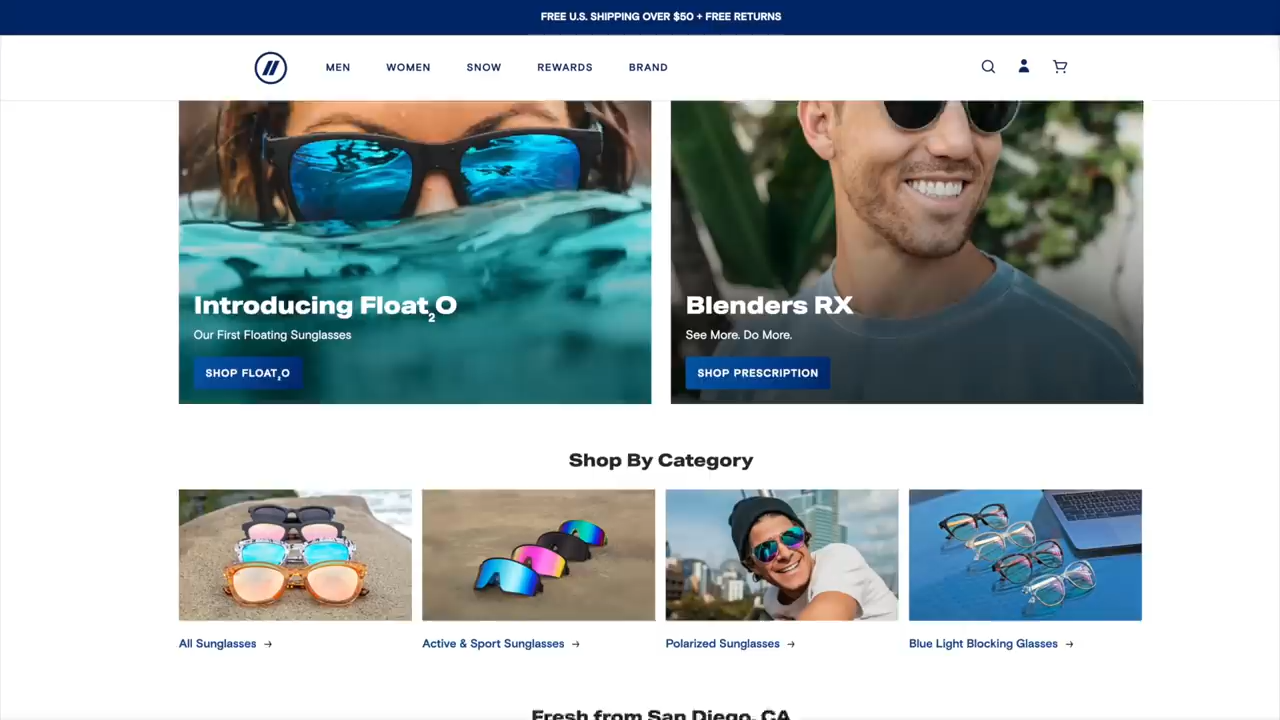 FREE U.S. SHIPPING OVER $50 + FREE RETURNS
MEN WOMEN SNOW REWARDS BRAND
Introducing Float₂O
Our First Floating Sunglasses
SHOP FLOAT₂O
Blenders RX
See More. Do More.
SHOP PRESCRIPTION
Shop By Category
All Sunglasses →
Active & Sport Sunglasses →
Polarized Sunglasses →
Blue Light Blocking Glasses →
Fresh from San Diego, CA